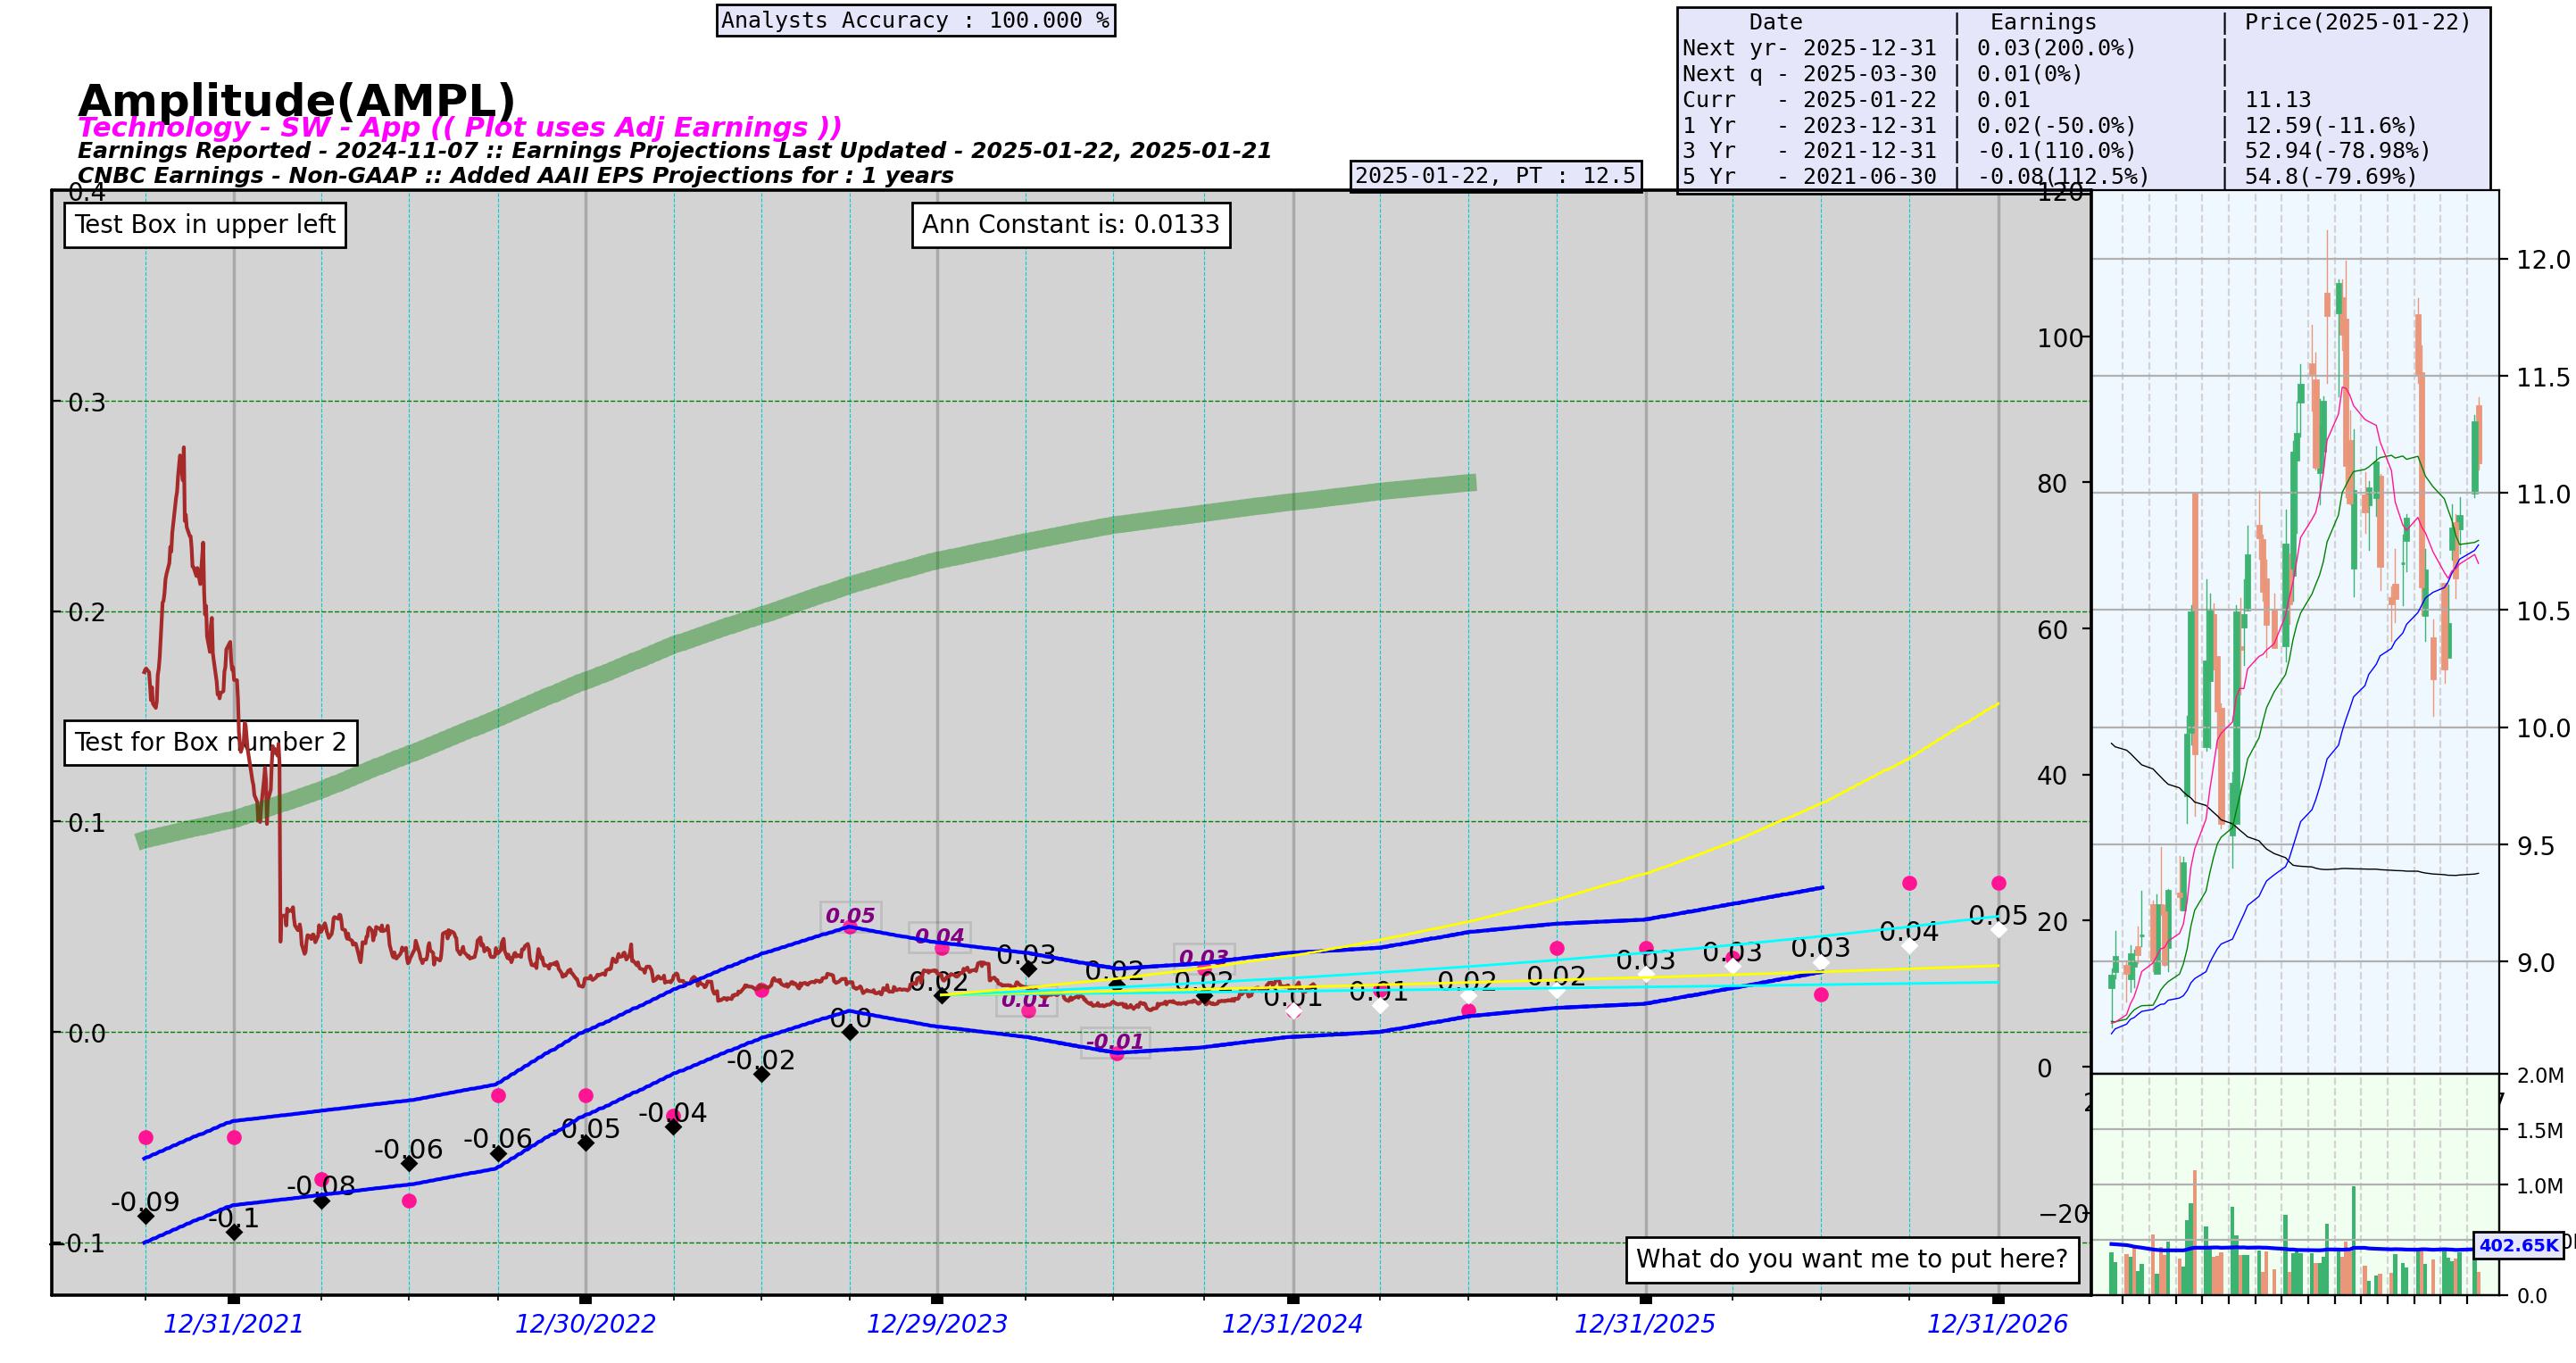 Analysts Accuracy : 100.000 %
Date | Earnings | Price(2025-01-22)
Next yr- 2025-12-31 | 0.03(200.0%) |
Next q - 2025-03-30 | 0.01(0%) |
Curr - 2025-01-22 | 0.01 | 11.13
1 Yr - 2023-12-31 | 0.02(-50.0%) | 12.59(-11.6%)
3 Yr - 2021-12-31 | -0.1(110.0%) | 52.94(-78.98%)
5 Yr - 2021-06-30 | -0.08(112.5%) | 54.8(-79.69%)
Amplitude(AMPL)
Technology - SW - App (( Plot uses Adj Earnings ))
Earnings Reported - 2024-11-07 :: Earnings Projections Last Updated - 2025-01-22, 2025-01-21
CNBC Earnings - Non-GAAP :: Added AAII EPS Projections for : 1 years
2025-01-22, PT : 12.5
Test Box in upper left
Ann Constant is: 0.0133
Test for Box number 2
What do you want me to put here?
0.4
0.3
0.2
0.1
0.0
-0.1
120
100
80
60
40
20
0
−20
12.0
11.5
11.0
10.5
10.0
9.5
9.0
2.0M
1.5M
1.0M
402.65K
0.0
0.05
0.04
0.01
-0.01
0.03
-0.09
-0.1
-0.08
-0.06
-0.06
-0.05
-0.04
-0.02
0.0
0.02
0.03
0.02
0.02
0.01
0.01
0.02
0.02
0.03
0.03
0.03
0.04
0.05
12/31/2021
12/30/2022
12/29/2023
12/31/2024
12/31/2025
12/31/2026